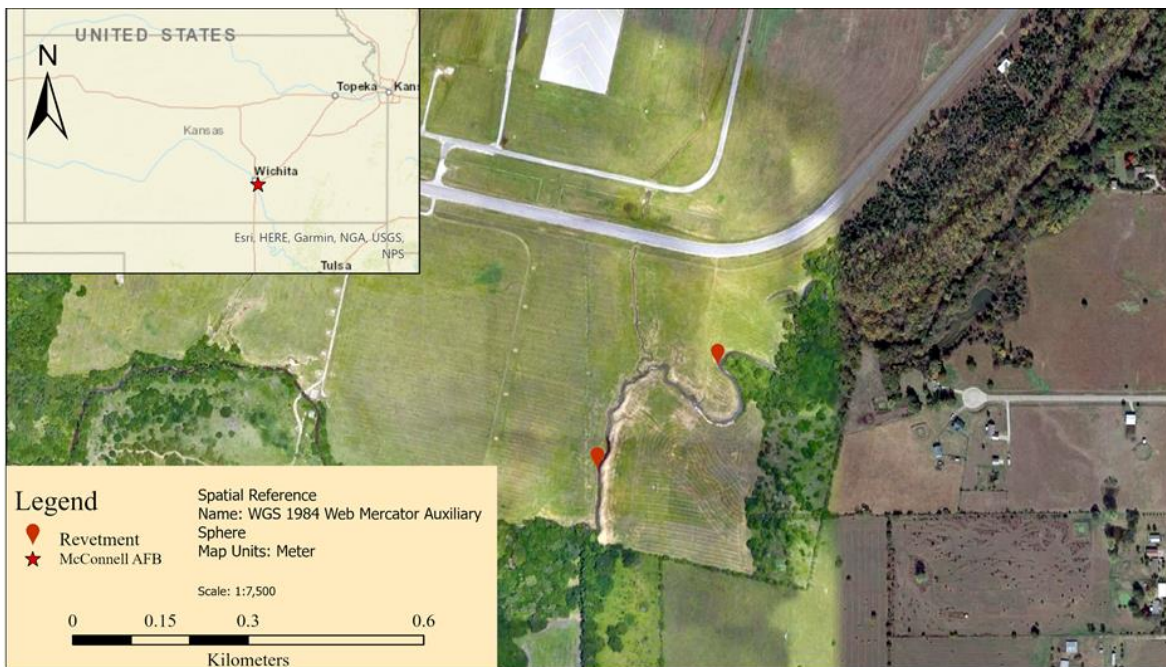 UNITED STATES
N
Topeka
Kans
Kansas
Wichita
Esri, HERE, Garmin, NGA, USGS,
NPS
Tulsa
Legend
Revetment
McConnell AFB
Spatial Reference
Name: WGS 1984 Web Mercator Auxiliary
Sphere
Map Units: Meter
Scale: 1:7,500
0 0.15 0.3 0.6
Kilometers